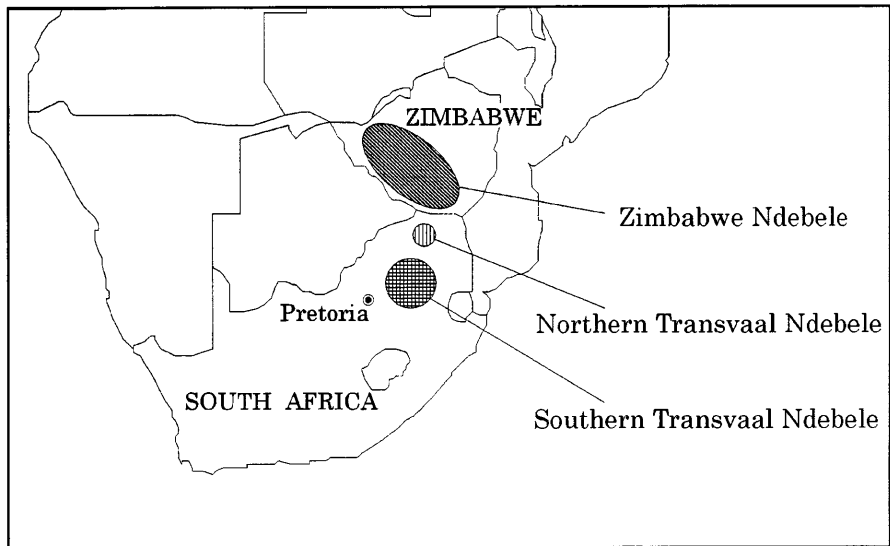 ZIMBABWE
Zimbabwe Ndebele
Northern Transvaal Ndebele
Pretoria
SOUTH AFRICA
Southern Transvaal Ndebele